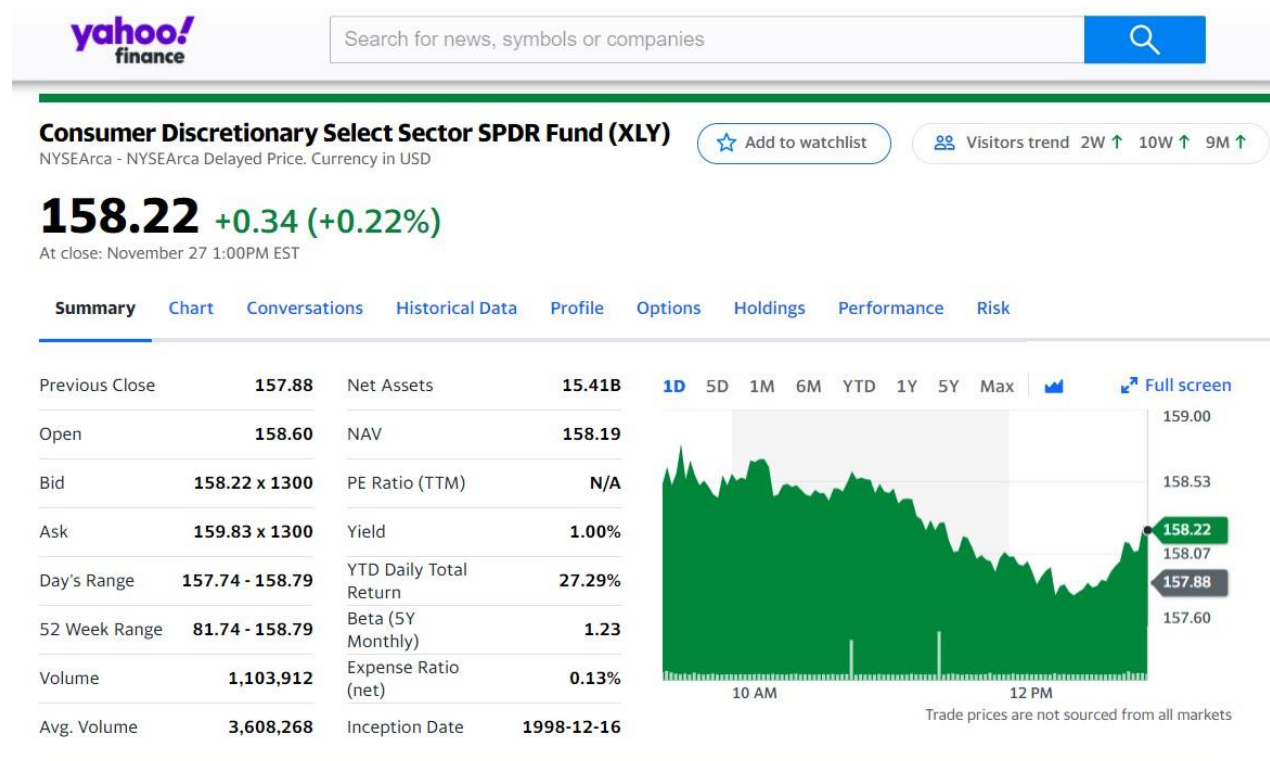 yahoo!
finance
Search for news, symbols or companies
Consumer Discretionary Select Sector SPDR Fund (XLY)
Add to watchlist
Visitors trend 2W ↑ 10W ↑ 9M ↑
NYSEArca - NYSEArca Delayed Price. Currency in USD
158.22 +0.34 (+0.22%)
At close: November 27 1:00PM EST
Summary Chart Conversations Historical Data Profile Options Holdings Performance Risk
Previous Close 157.88
Open 158.60
Bid 158.22 x 1300
Ask 159.83 x 1300
Day's Range 157.74 - 158.79
52 Week Range 81.74 - 158.79
Volume 1,103,912
Avg. Volume 3,608,268
Net Assets 15.41B
NAV 158.19
PE Ratio (TTM) N/A
Yield 1.00%
YTD Daily Total
Return 27.29%
Beta (5Y
Monthly) 1.23
Expense Ratio
(net) 0.13%
Inception Date 1998-12-16
1D 5D 1M 6M YTD 1Y 5Y Max
Full screen
159.00
158.53
158.22
158.07
157.88
157.60
10 AM 12 PM
Trade prices are not sourced from all markets